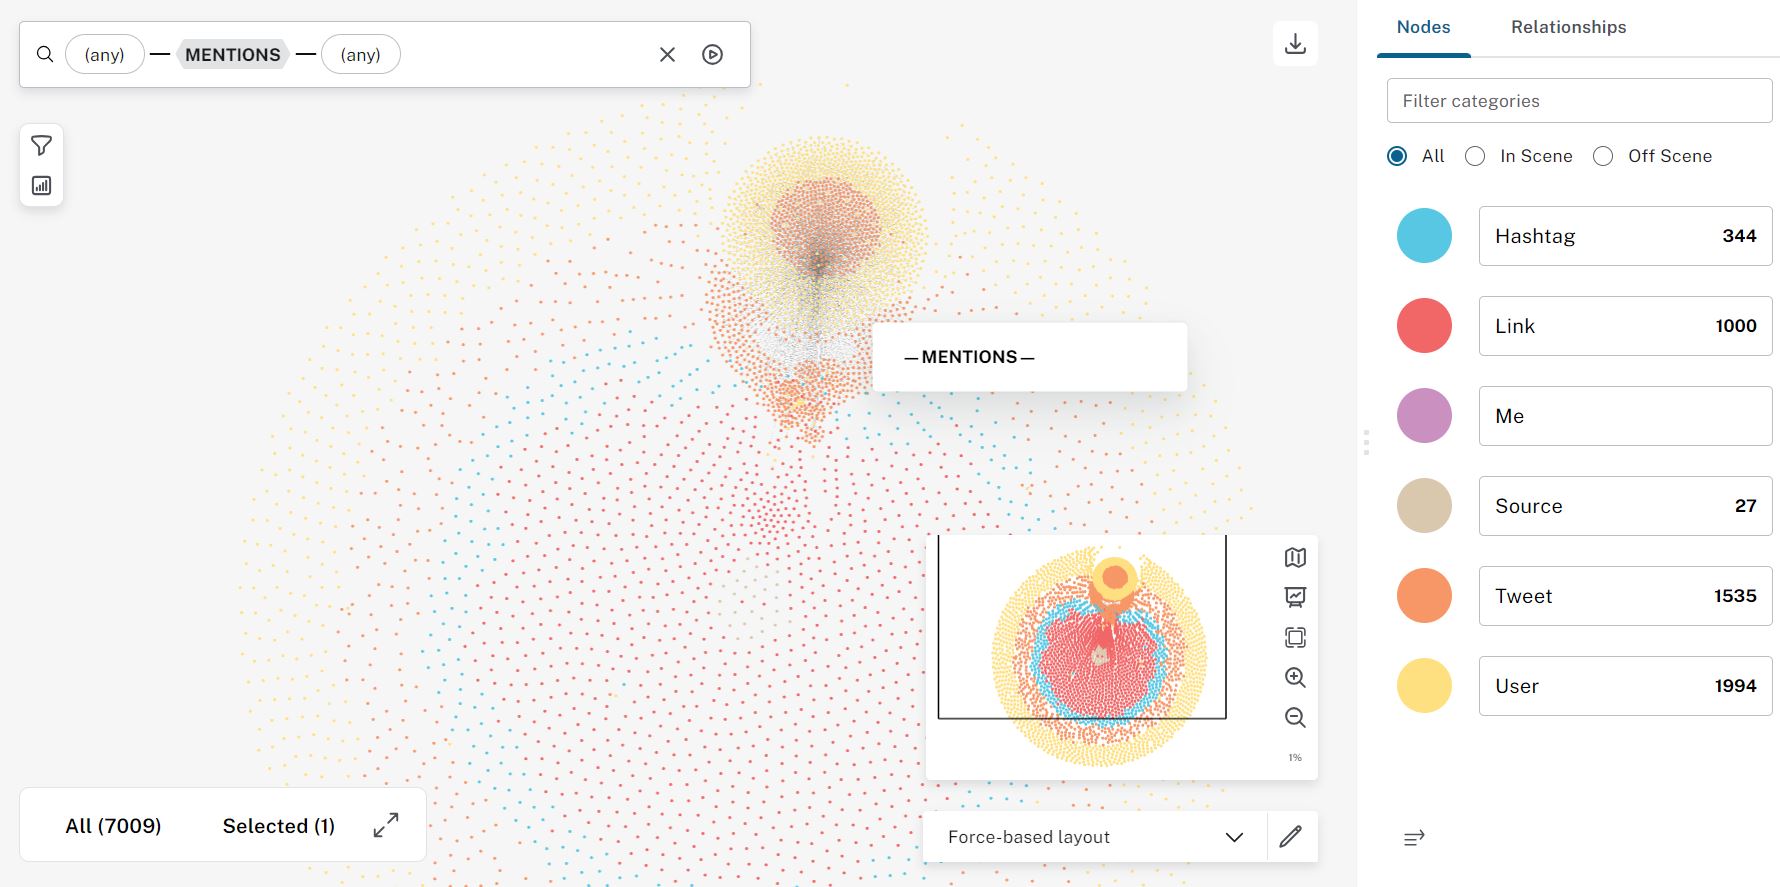 (any) — MENTIONS — (any)
Nodes Relationships
Filter categories
All In Scene Off Scene
Hashtag 344
Link 1000
Me
Source 27
Tweet 1535
User 1994
—MENTIONS—
1%
All (7009) Selected (1)
Force-based layout